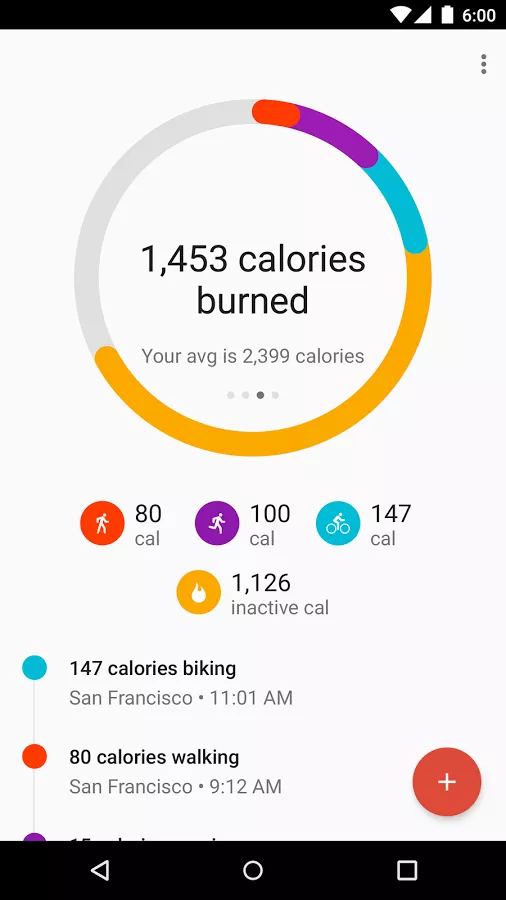 6:00
1,453 calories
burned
Your avg is 2,399 calories
80
cal
100
cal
147
cal
1,126
inactive cal
147 calories biking
San Francisco • 11:01 AM
80 calories walking
San Francisco • 9:12 AM